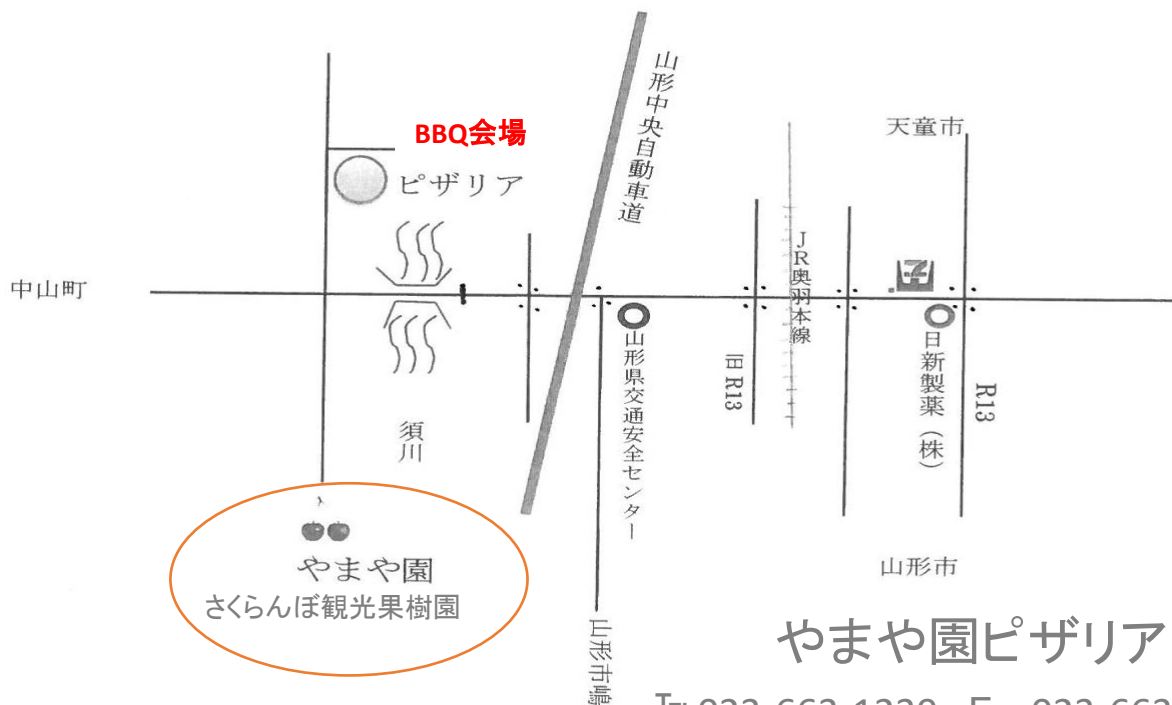 BBQ会場
ピザリア
山形中央自動車道
天童市
中山町
JR奥羽本線
山形県交通安全センター
旧R13
日新製薬(株)
R13
須川
やまや園
さくらんぼ観光果樹園
山形市
山形市嶋
やまや園ピザリア